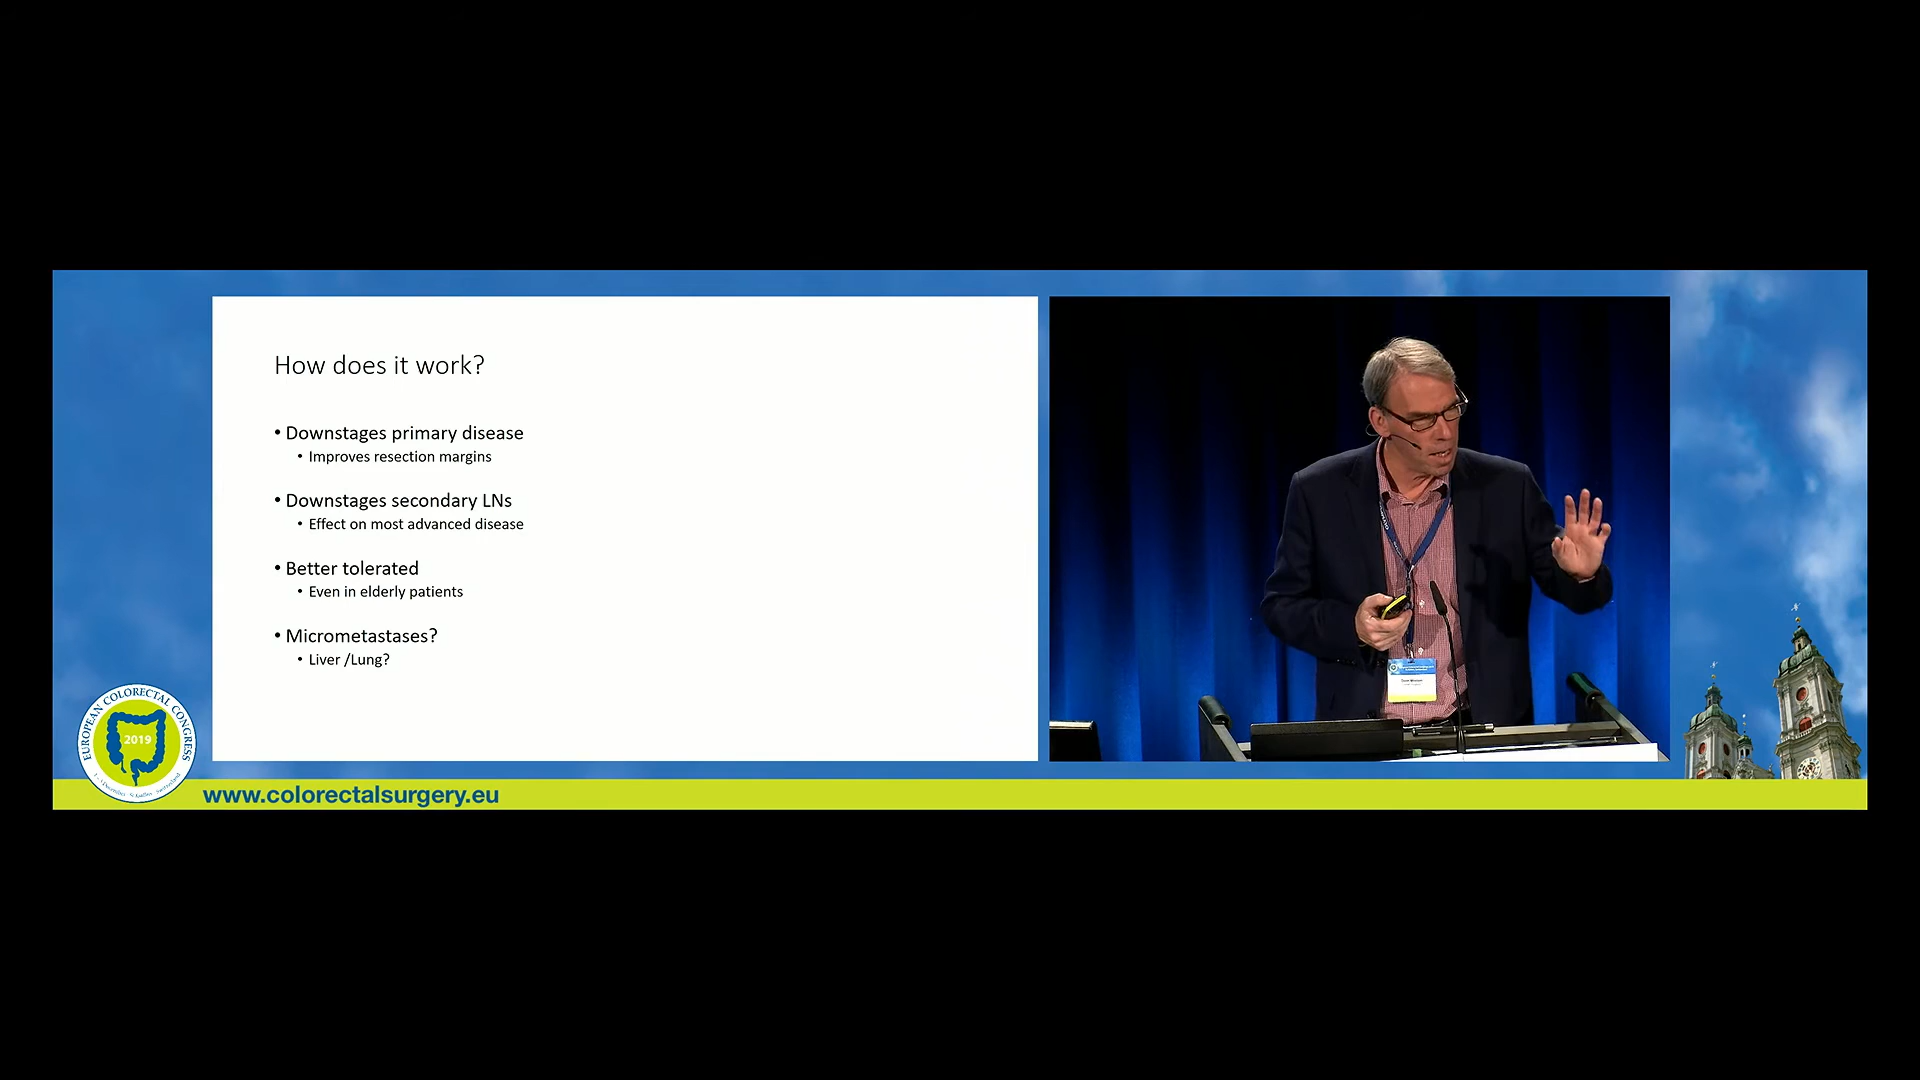 How does it work?
• Downstages primary disease
• Improves resection margins
• Downstages secondary LNs
• Effect on most advanced disease
• Better tolerated
• Even in elderly patients
• Micrometastases?
• Liver /Lung?
EUROPEAN COLORECTAL CONGRESS
2019
www.colorectalsurgery.eu